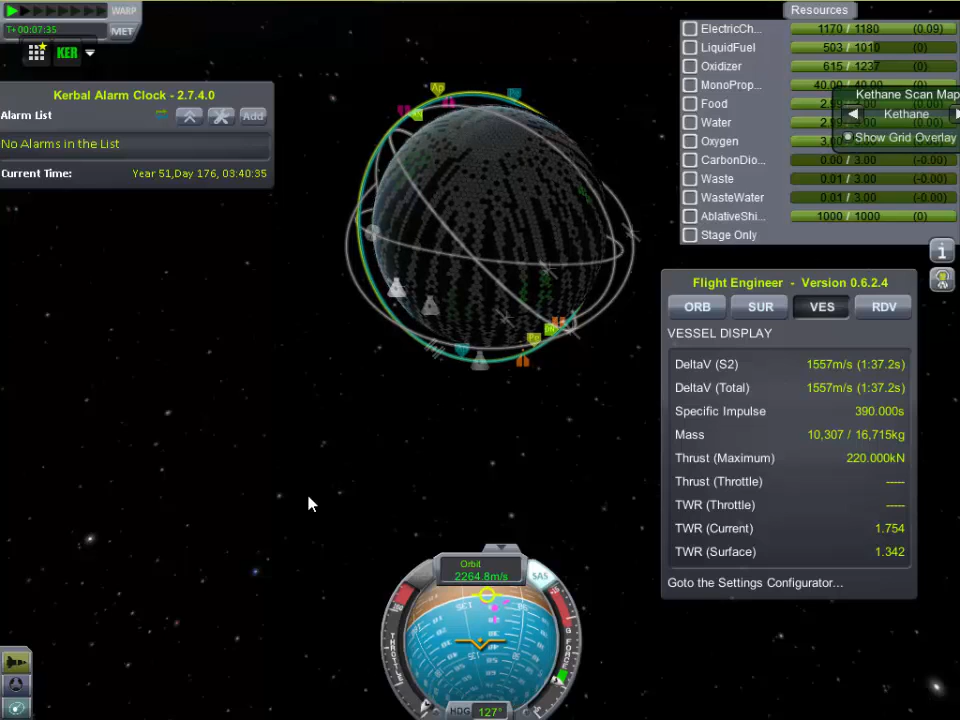 WARP
T+00:07:35
MET
KER
Kerbal Alarm Clock - 2.7.4.0
Alarm List
Add
No Alarms in the List
Current Time: Year 51,Day 176, 03:40:35
Ap
Resources
ElectricCh... 1170 / 1180 (0.09)
LiquidFuel 503 / 1010 (0)
Oxidizer 615 / 1237 (0)
MonoProp... 40.00 / 40.00
Food
Water
Oxygen
CarbonDio... 0.00 / 3.00 (-0.00)
Waste 0.01 / 3.00 (-0.00)
WasteWater 0.01 / 3.00 (-0.00)
AblativeShi... 1000 / 1000 (0)
Stage Only
Kethane Scan Map
Kethane
Show Grid Overlay
Flight Engineer - Version 0.6.2.4
ORB SUR VES RDV
VESSEL DISPLAY
DeltaV (S2) 1557m/s (1:37.2s)
DeltaV (Total) 1557m/s (1:37.2s)
Specific Impulse 390.000s
Mass 10,307 / 16,715kg
Thrust (Maximum) 220.000kN
Thrust (Throttle) -----
TWR (Throttle) -----
TWR (Current) 1.754
TWR (Surface) 1.342
Goto the Settings Configurator...
Orbit
2264.8m/s
SAS
HDG 127°